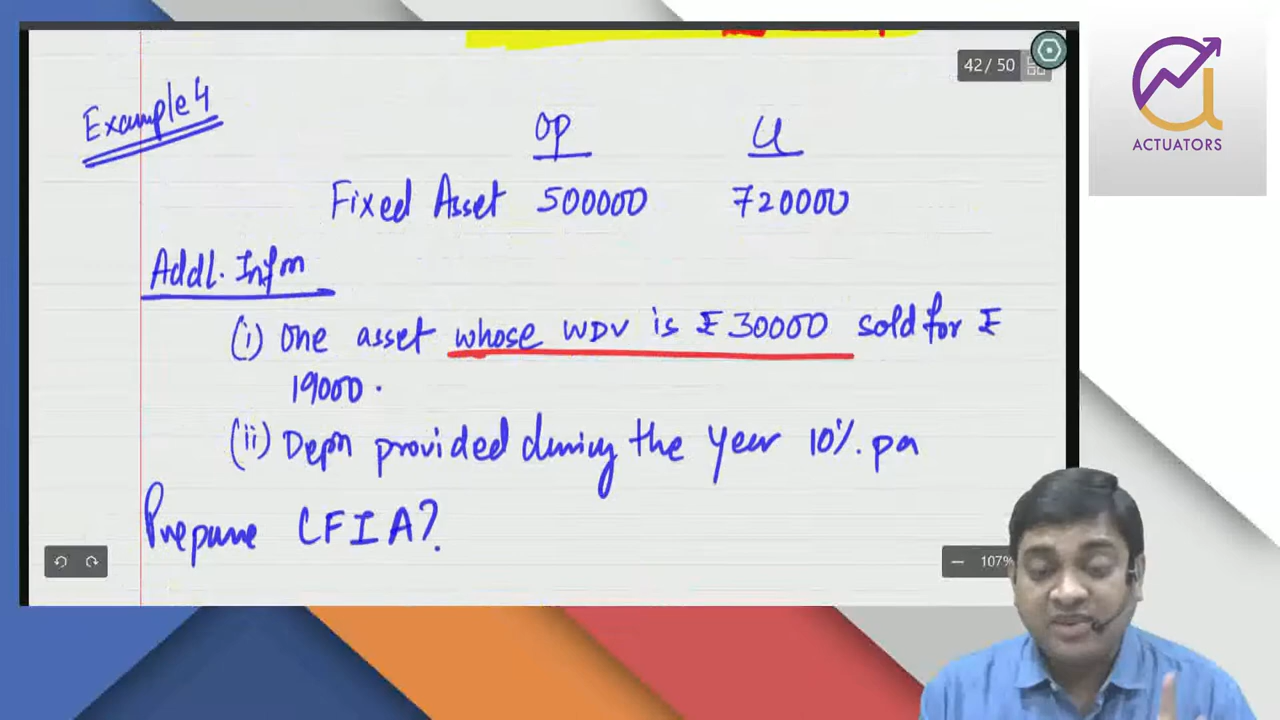 42 / 50
ACTUATORS
Example 4
Op Cl
Fixed Asset 500000 720000
Addl. Infm
(i) One asset whose WDV is ₹ 30000 sold for ₹
19000.
(ii) Depn provided during the year 10% pa
Prepare CFIA?
107%